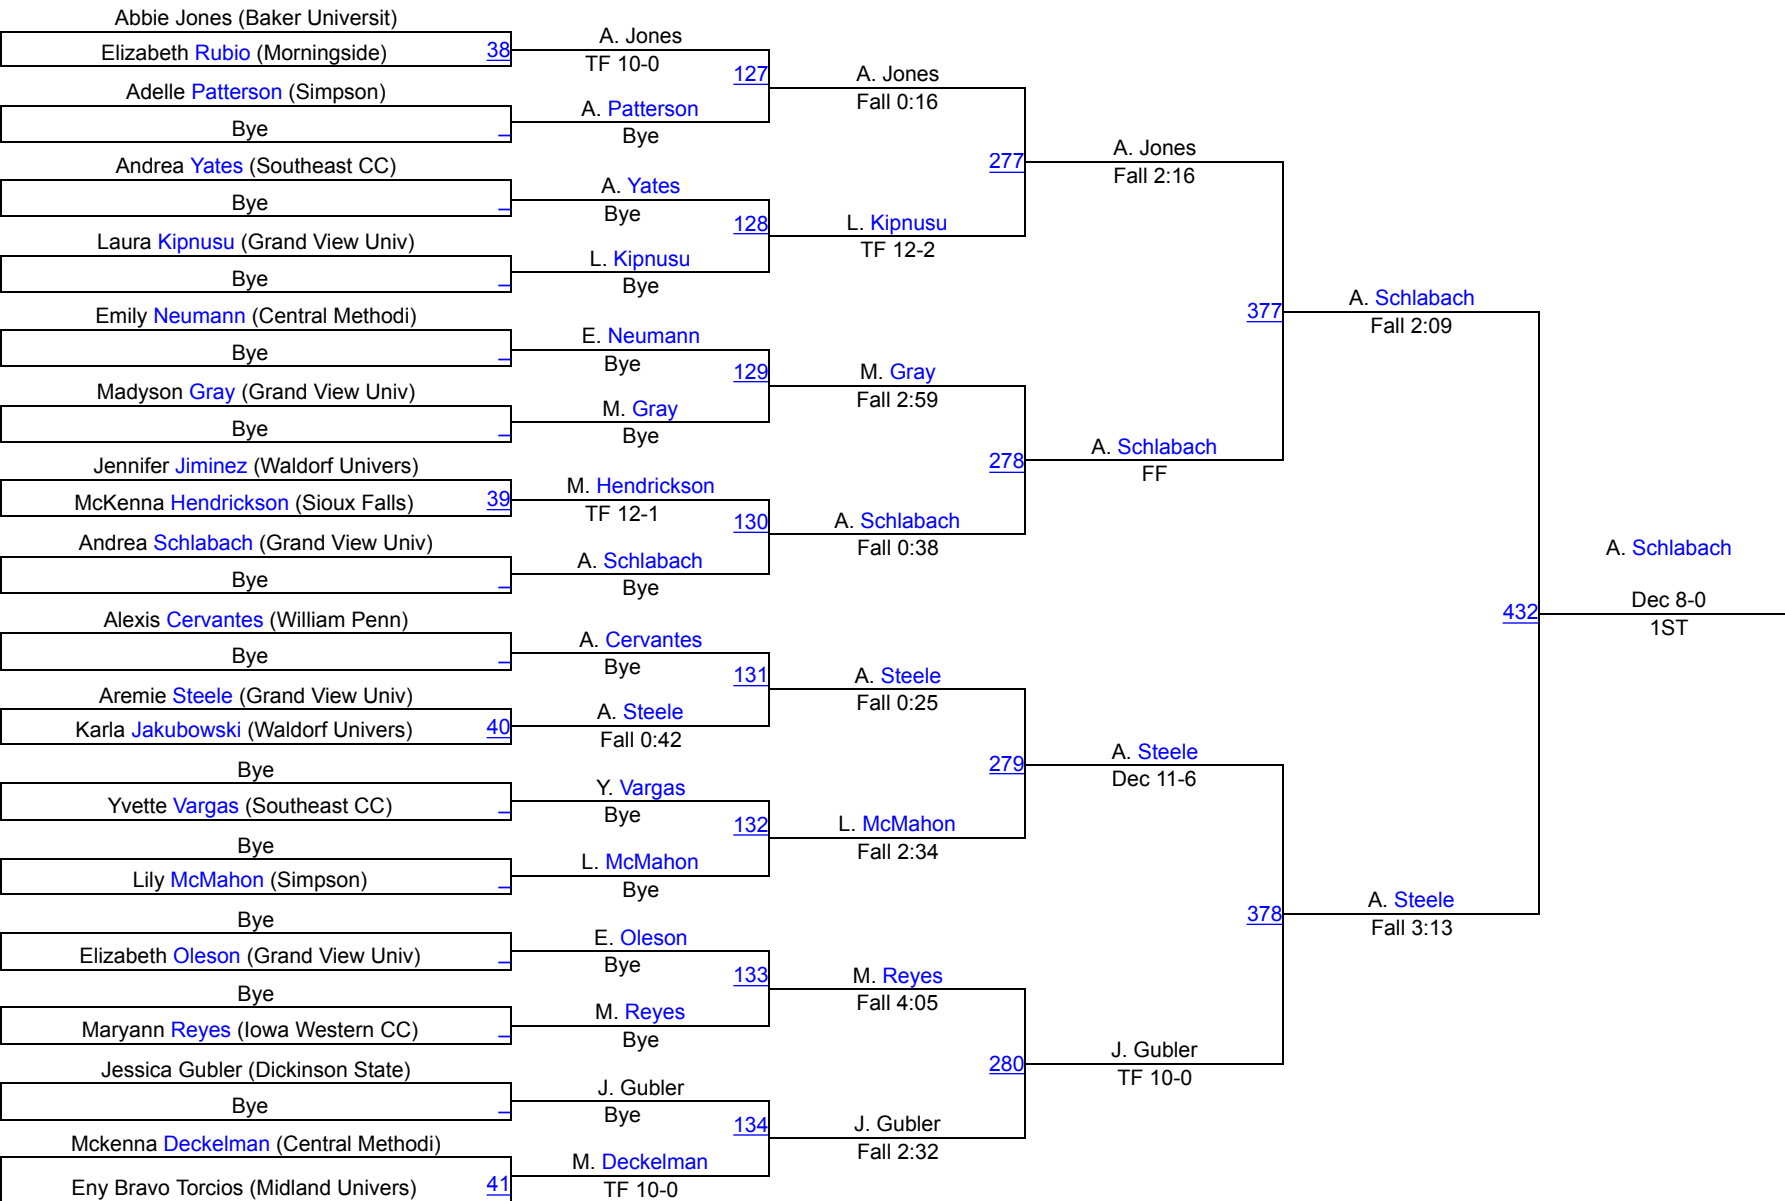 Abbie Jones (Baker Universit)
Elizabeth Rubio (Morningside) 38
Adelle Patterson (Simpson)
Bye
Andrea Yates (Southeast CC)
Bye
Laura Kipnusu (Grand View Univ)
Bye
Emily Neumann (Central Methodi)
Bye
Madyson Gray (Grand View Univ)
Bye
Jennifer Jiminez (Waldorf Univers)
McKenna Hendrickson (Sioux Falls) 39
Andrea Schlabach (Grand View Univ)
Bye
Alexis Cervantes (William Penn)
Bye
Aremie Steele (Grand View Univ)
Karla Jakubowski (Waldorf Univers) 40
Bye
Yvette Vargas (Southeast CC)
Bye
Lily McMahon (Simpson)
Bye
Elizabeth Oleson (Grand View Univ)
Bye
Maryann Reyes (Iowa Western CC)
Jessica Gubler (Dickinson State)
Bye
Mckenna Deckelman (Central Methodi)
Eny Bravo Torcios (Midland Univers) 41
A. Jones
TF 10-0
127
A. Patterson
Bye
A. Yates
Bye
128
L. Kipnusu
Bye
E. Neumann
Bye
129
M. Gray
Bye
M. Hendrickson
TF 12-1
130
A. Schlabach
Bye
A. Cervantes
Bye
131
A. Steele
Fall 0:42
Y. Vargas
Bye
132
L. McMahon
Bye
E. Oleson
Bye
133
M. Reyes
Bye
J. Gubler
Bye
134
M. Deckelman
TF 10-0
A. Jones
Fall 0:16
277
L. Kipnusu
TF 12-2
M. Gray
Fall 2:59
278
A. Schlabach
Fall 0:38
A. Steele
Fall 0:25
279
L. McMahon
Fall 2:34
M. Reyes
Fall 4:05
280
J. Gubler
Fall 2:32
A. Jones
Fall 2:16
377
A. Schlabach
FF
A. Steele
Dec 11-6
378
J. Gubler
TF 10-0
A. Schlabach
Fall 2:09
432
A. Steele
Fall 3:13
A. Schlabach
Dec 8-0
1ST